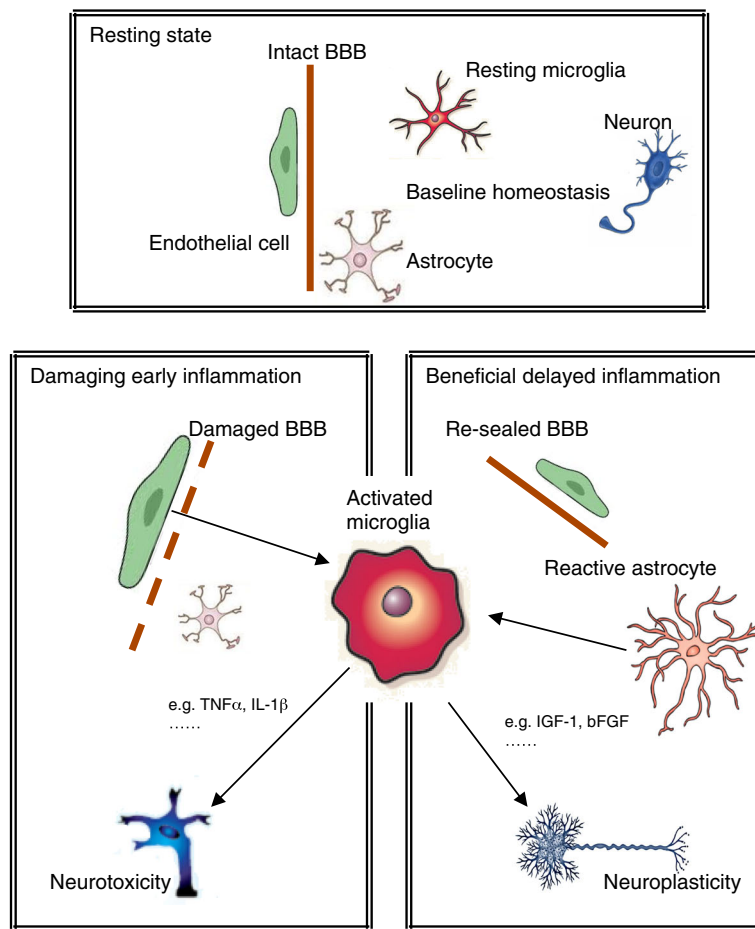 Resting state
Intact BBB
Resting microglia
Neuron
Baseline homeostasis
Endothelial cell
Astrocyte
Damaging early inflammation
Damaged BBB
e.g. TNFα, IL-1β
......
Neurotoxicity
Activated
microglia
Beneficial delayed inflammation
Re-sealed BBB
Reactive astrocyte
e.g. IGF-1, bFGF
......
Neuroplasticity